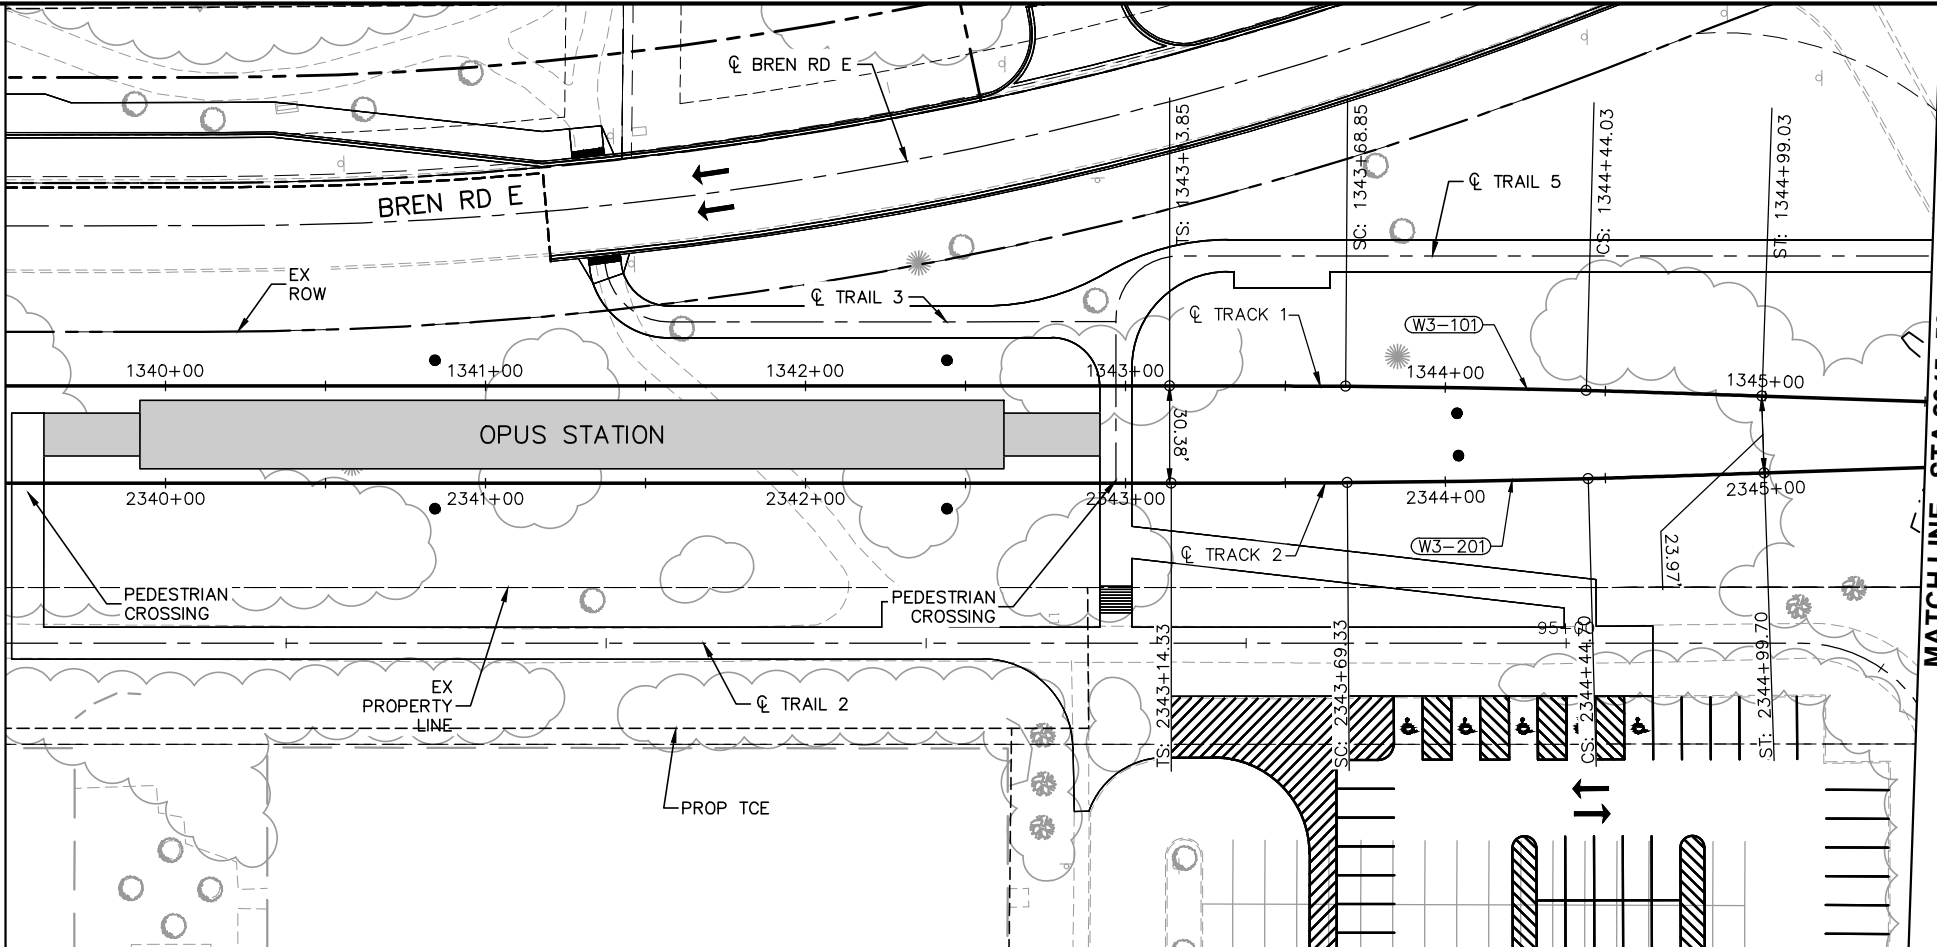 ℄ BREN RD E
BREN RD E
TS: 1343+13.85
SC: 1343+68.85
CS: 1344+44.03
ST: 1344+99.03
℄ TRAIL 5
EX
ROW
℄ TRAIL 3
℄ TRACK 1
W3-101
1340+00
1341+00
1342+00
1343+00
1344+00
1345+00
OPUS STATION
30.38'
2340+00
2341+00
2342+00
2343+00
2344+00
2345+00
℄ TRACK 2
W3-201
23.97'
PEDESTRIAN
CROSSING
PEDESTRIAN
CROSSING
EX
PROPERTY
LINE
℄ TRAIL 2
PROP TCE
TS: 2343+14.33
SC: 2343+69.33
CS: 2344+44.70
ST: 2344+99.70
MATCH LINE